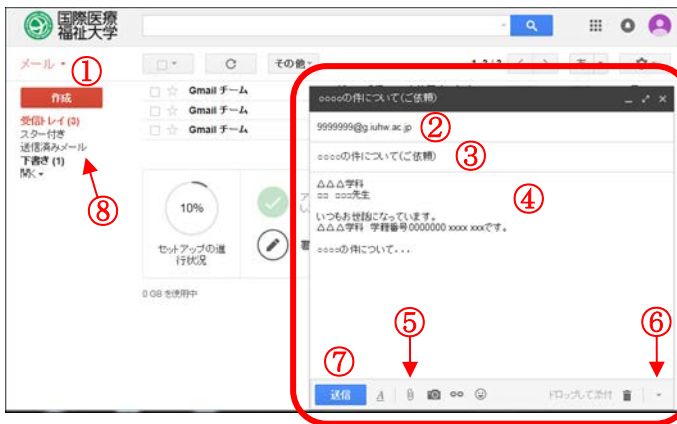 国際医療
福祉大学
メール
①
その他
作成
受信トレイ (3)
スター付き
送信済みメール
下書き (1)
開く
⑧
Gmail チーム
Gmail チーム
Gmail チーム
10%
セットアップの進
行状況
0 GB を使用中
○○○○の件について(ご依頼)
9999999@g.iuhw.ac.jp
②
○○○○の件について(ご依頼)
③
△△△学科
□□ □□□先生
④
いつもお世話になっています。
△△△学科 学籍番号0000000 xxxx xxxです。
○○○○の件について...
⑤
⑥
⑦
送信
A
ドロップして添付